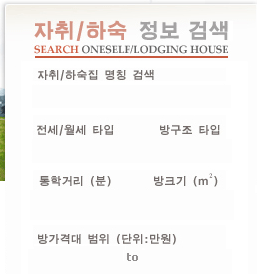 자취/하숙 정보 검색
SEARCH ONESELF/LODGING HOUSE
자취/하숙집 명칭 검색
전세/월세 타입 방구조 타입
통학거리 (분) 방크기 (m²)
방가격대 범위 (단위:만원)
to